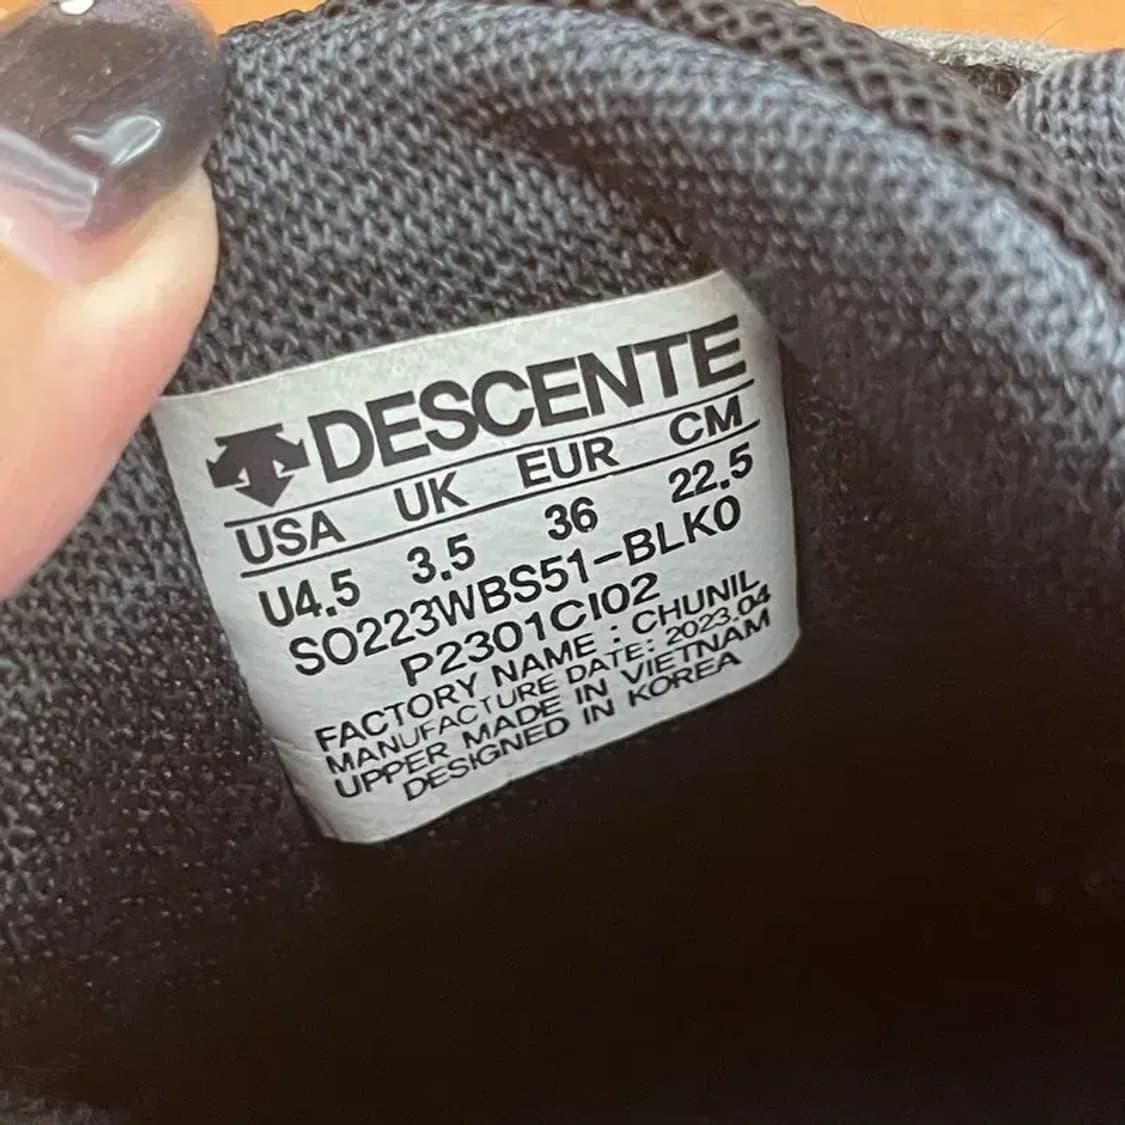 DESCENTE
USA UK EUR CM
U4.5 3.5 36 22.5
SO223WBS51-BLK0
P2301CI02
FACTORY NAME : CHUNIL
MANUFACTURE DATE: 2023.04
UPPER MADE IN VIETNAM
DESIGNED IN KOREA